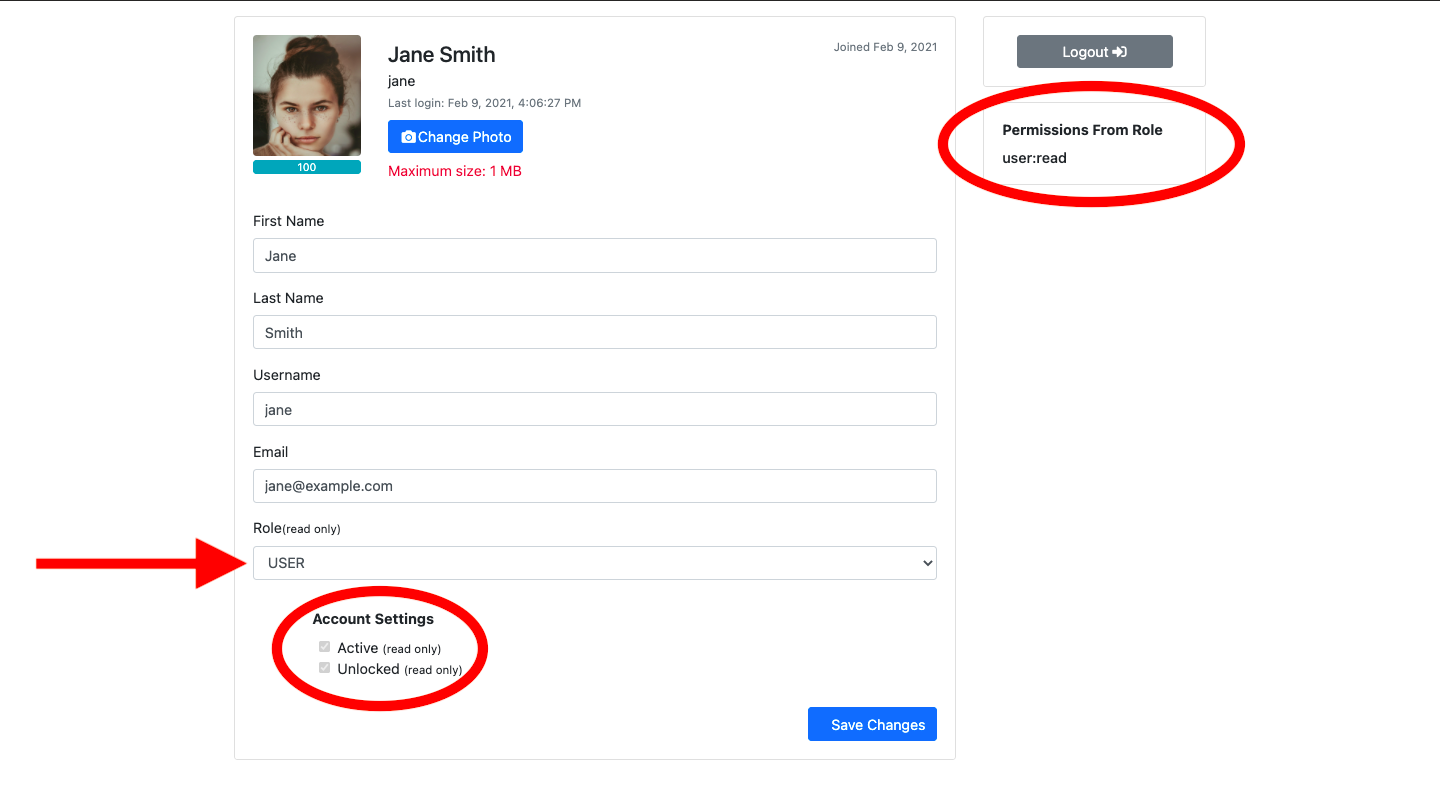 Jane Smith
Joined Feb 9, 2021
jane
Last login: Feb 9, 2021, 4:06:27 PM
Change Photo
100
Maximum size: 1 MB
Logout
Permissions From Role
user:read
First Name
Jane
Last Name
Smith
Username
jane
Email
jane@example.com
Role(read only)
USER
Account Settings
Active (read only)
Unlocked (read only)
Save Changes